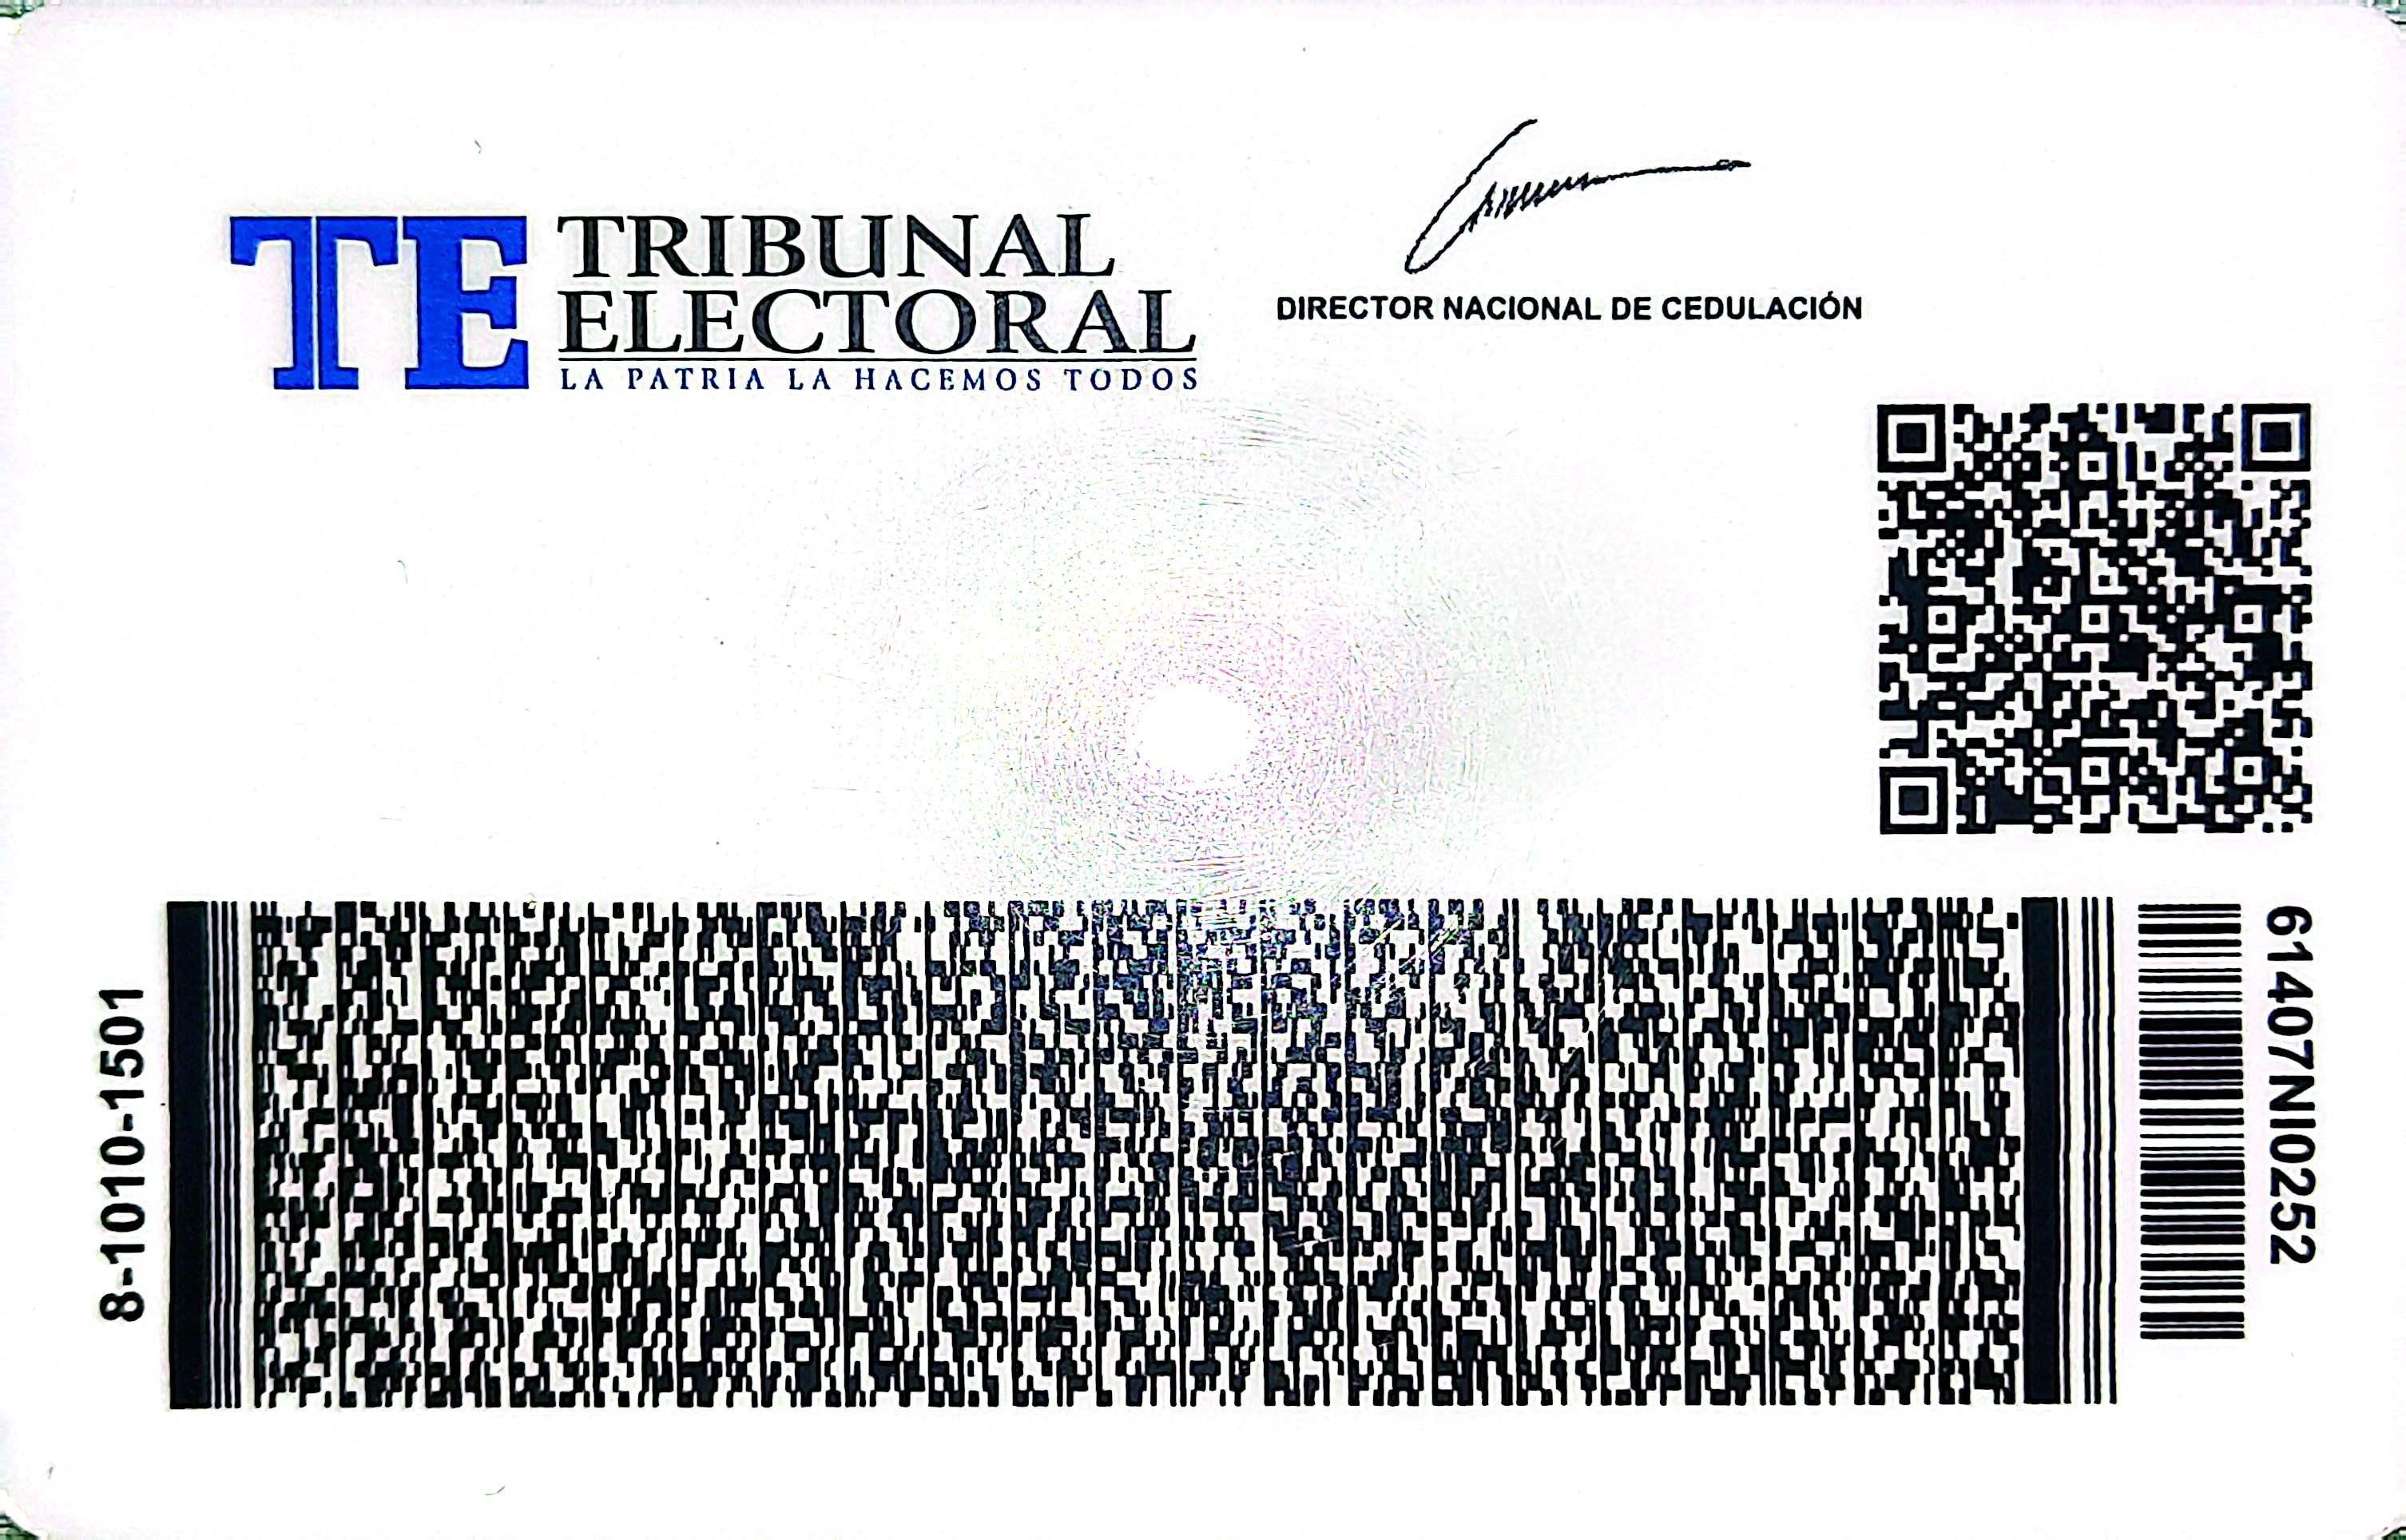 TE TRIBUNAL
ELECTORAL
LA PATRIA LA HACEMOS TODOS
DIRECTOR NACIONAL DE CEDULACIÓN
8-1010-1501
61407NI0252